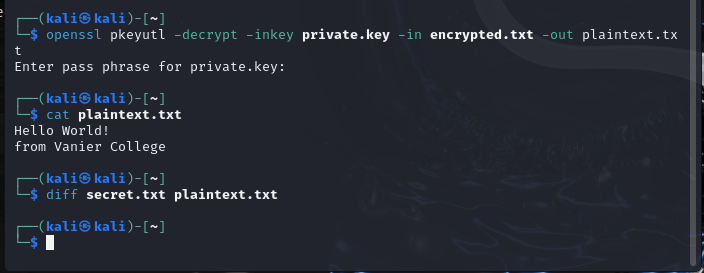 ┌──(kali㉿kali)-[~]
└─$ openssl pkeyutl -decrypt -inkey private.key -in encrypted.txt -out plaintext.tx
t
Enter pass phrase for private.key:
┌──(kali㉿kali)-[~]
└─$ cat plaintext.txt
Hello World!
from Vanier College
┌──(kali㉿kali)-[~]
└─$ diff secret.txt plaintext.txt
┌──(kali㉿kali)-[~]
└─$